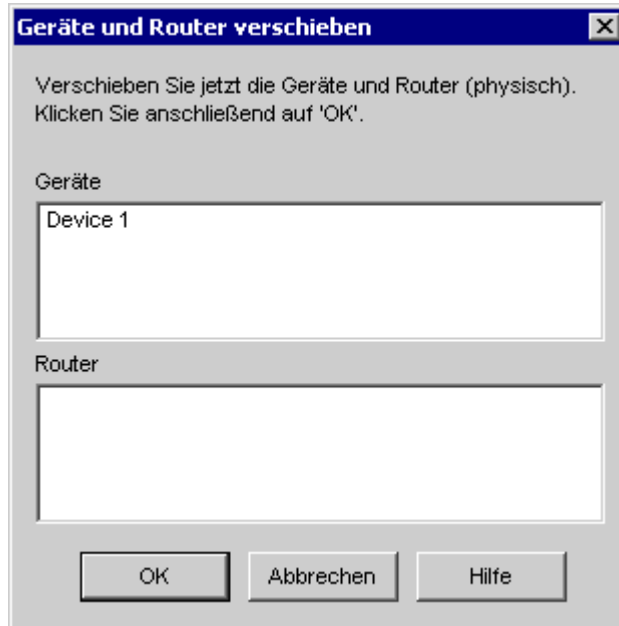 Geräte und Router verschieben
Verschieben Sie jetzt die Geräte und Router (physisch).
Klicken Sie anschließend auf 'OK'.
Geräte
Device 1
Router
OK
Abbrechen
Hilfe